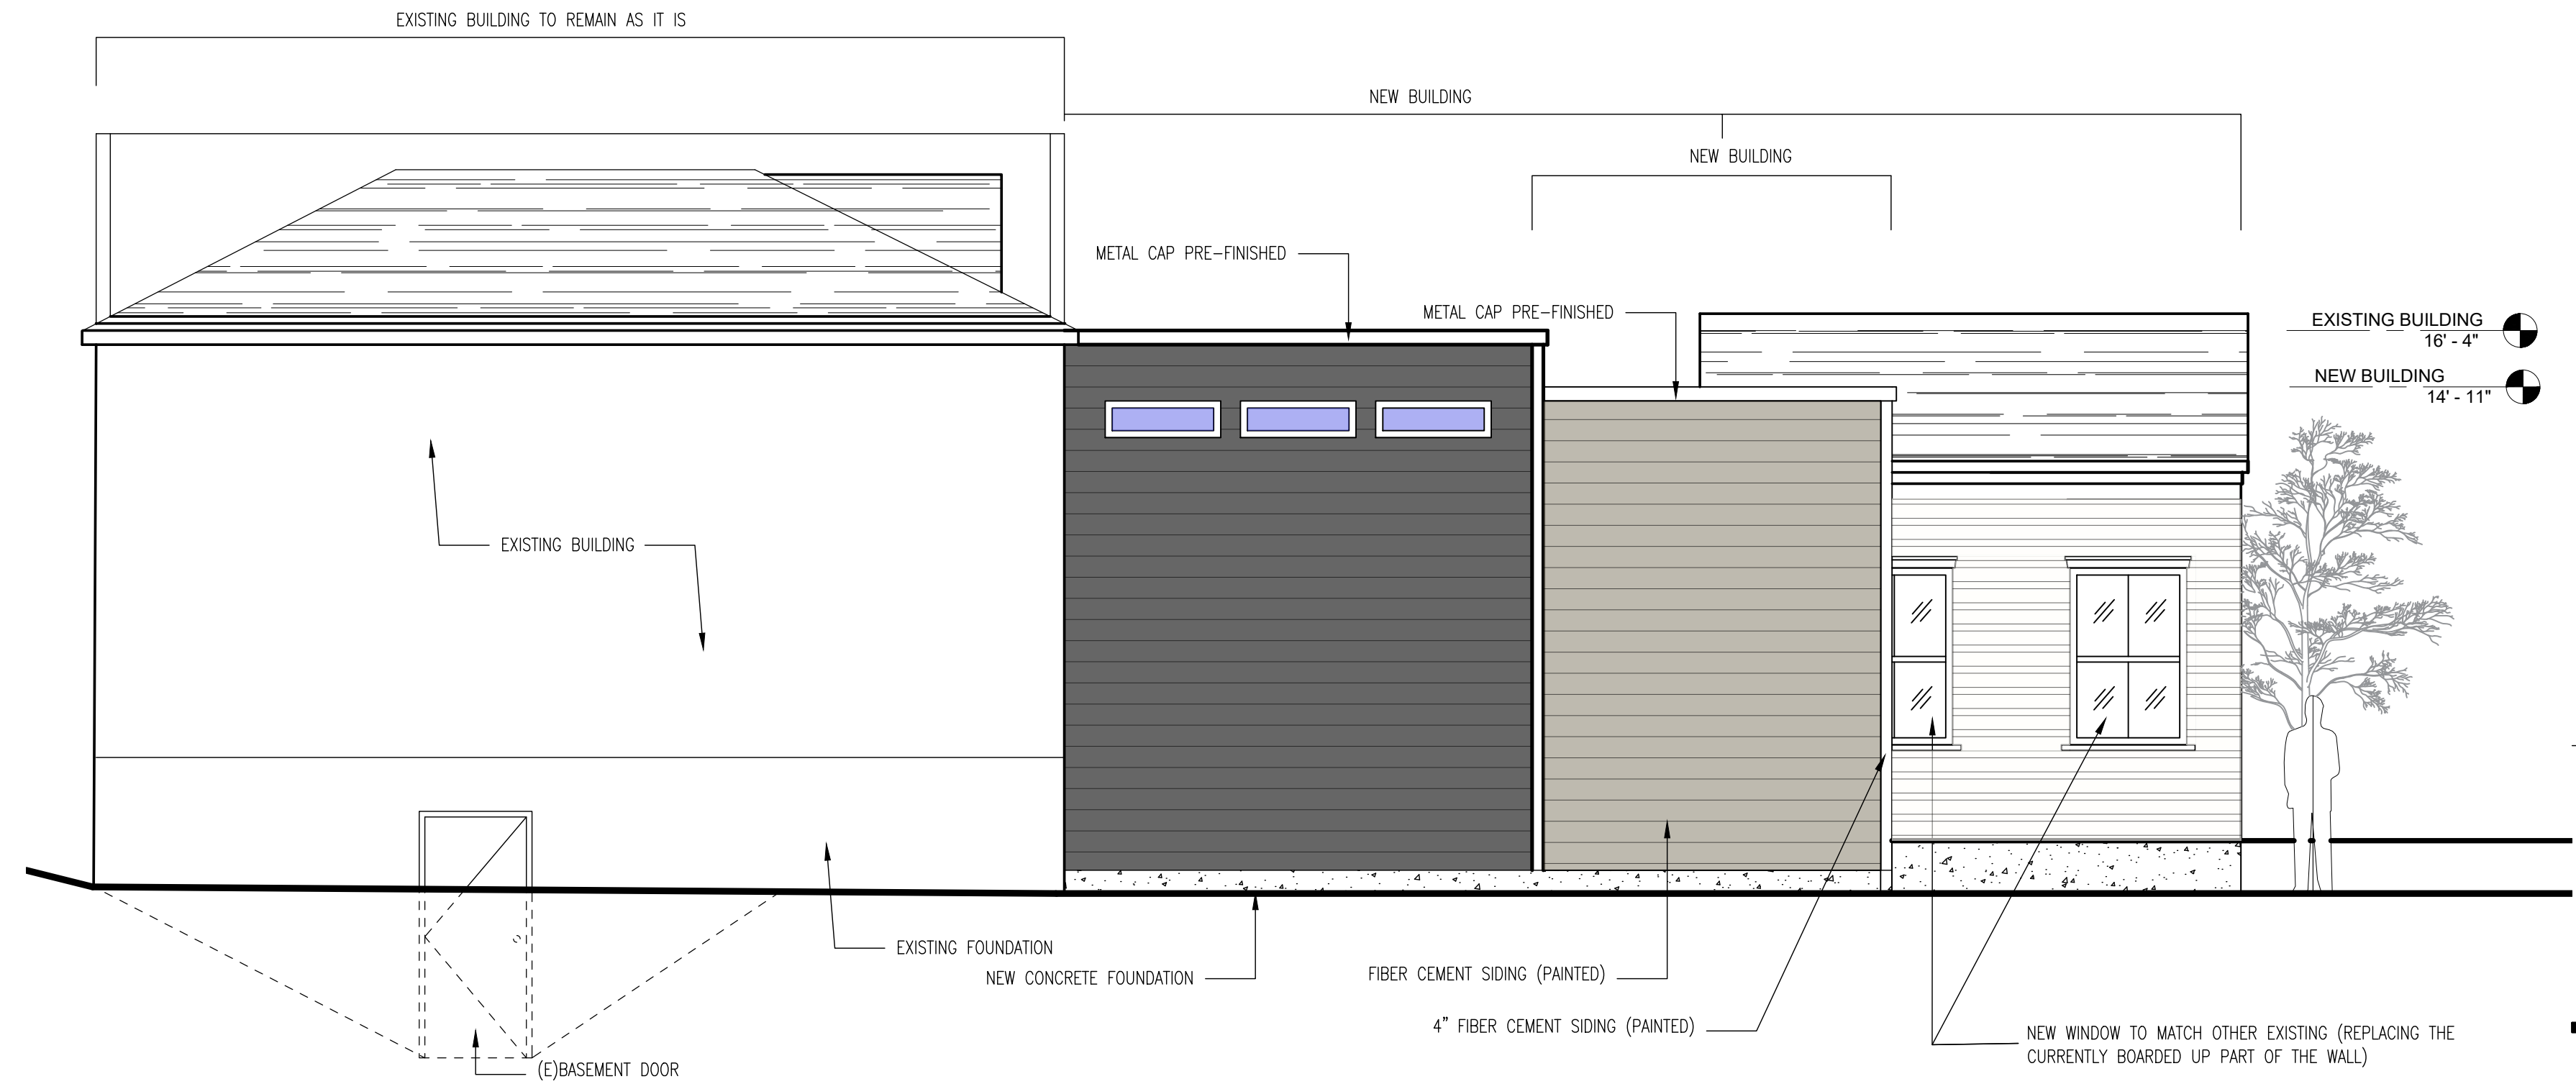 EXISTING BUILDING TO REMAIN AS IT IS
NEW BUILDING
NEW BUILDING
METAL CAP PRE-FINISHED
METAL CAP PRE-FINISHED
EXISTING BUILDING
16' - 4"
NEW BUILDING
14' - 11"
EXISTING BUILDING
EXISTING FOUNDATION
NEW CONCRETE FOUNDATION
FIBER CEMENT SIDING (PAINTED)
4" FIBER CEMENT SIDING (PAINTED)
NEW WINDOW TO MATCH OTHER EXISTING (REPLACING THE
CURRENTLY BOARDED UP PART OF THE WALL)
(E)BASEMENT DOOR